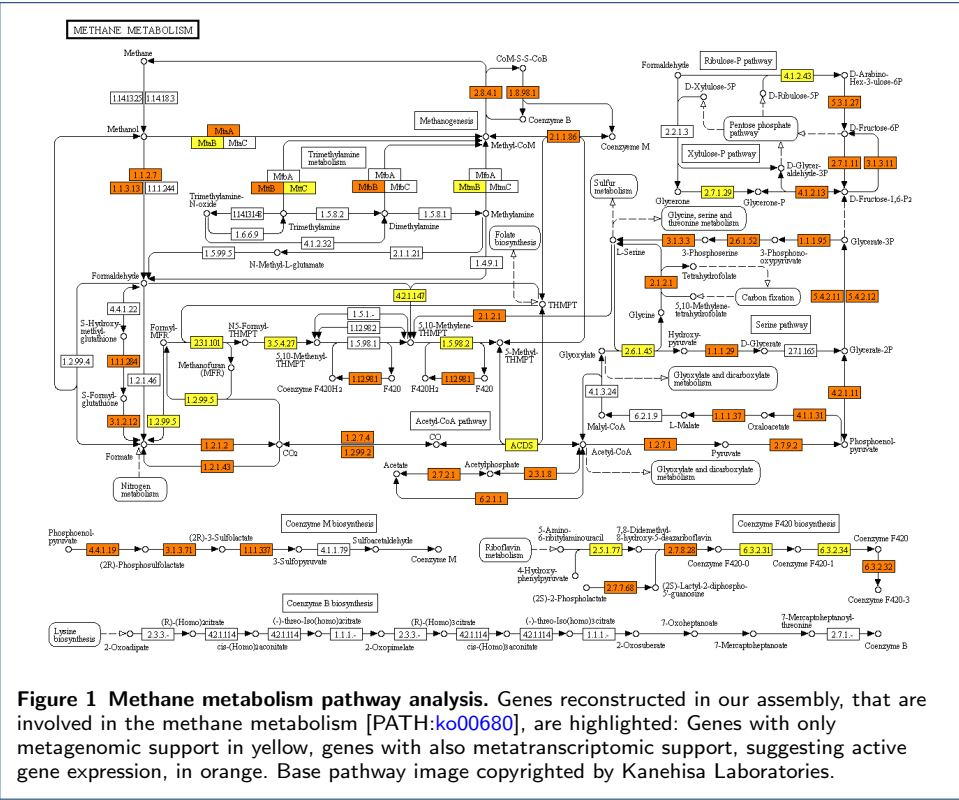 METHANE METABOLISM
Methane
CoM-S-S-CoB
Formaldehyde
Ribulose-P pathway
4.1.2.43
D-Arabino-
Hex-3-ulose-6P
D-Xylulose-5P
D-Ribulose-5P
1.14.13.25
1.14.18.3
2.8.4.1
1.8.98.1
5.3.1.27
Methanogenesis
Coenzyme B
Pentose phosphate
pathway
Methanol
MtaA
MtaB
MtaC
2.1.1.86
Methyl-CoM
Coenzyme M
2.2.1.3
D-Fructose-6P
Xylulose-P pathway
Trimethylamine
metabolism
2.7.1.11
3.1.3.11
1.1.2.7
1.1.3.13
1.1.1.244
MtbA
MttB
MttC
MtbA
MtbB
MtbC
MtbA
MtmB
MtmC
Sulfur
metabolism
D-Glycer-
aldehyde-3P
2.7.1.29
4.1.2.13
Glycerone
Glycerone-P
D-Fructose-1,6-P2
Trimethylamine-
N-oxide
1.14.13.148
1.5.8.2
1.5.8.1
Methylamine
Trimethylamine
Dimethylamine
1.6.6.9
4.1.2.32
Glycine, serine and
threonine metabolism
Folate
biosynthesis
1.5.99.5
2.1.1.21
N-Methyl-L-glutamate
1.4.9.1
3.1.3.3
2.6.1.52
1.1.1.95
Glycerate-3P
L-Serine
3-Phosphoserine
3-Phosphono-
oxypyruvate
Formaldehyde
2.1.2.1
Tetrahydrofolate
4.4.1.22
4.2.1.147
THMPT
5,10-Methylene-
tetrahydrofolate
Carbon fixation
5.4.2.11
5.4.2.12
S-Hydroxy-
methyl-
glutathione
Formyl-
MFR
N5-Formyl-
THMPT
1.5.1.-
1.12.98.2
5,10-Methylene-
THMPT
2.1.2.1
Glycine
Serine pathway
Hydroxy-
pyruvate
D-Glycerate
2.3.1.101
3.5.4.27
1.5.98.1
1.5.98.2
Glyoxylate
2.6.1.45
1.1.1.29
2.7.1.165
Glycerate-2P
1.2.99.4
1.1.1.284
Methanofuran
(MFR)
5,10-Methenyl-
THMPT
5-Methyl-
THMPT
Glyoxylate and dicarboxylate
metabolism
1.2.1.46
1.12.98.1
1.12.98.1
Coenzyme F420H2
F420
F420H2
F420
4.1.3.24
4.2.1.11
S-Formyl-
glutathione
1.2.99.5
3.1.2.12
1.2.99.5
Acetyl-CoA pathway
Malyl-CoA
6.2.1.9
1.1.1.37
4.1.1.31
L-Malate
Oxaloacetate
Formate
1.2.1.2
CO2
1.2.7.4
1.2.99.2
CO
ACDS
Acetyl-CoA
1.2.7.1
Pyruvate
2.7.9.2
Phosphoenol-
pyruvate
1.2.1.43
Acetate
Acetylphosphate
2.7.2.1
2.3.1.8
Glyoxylate and dicarboxylate
metabolism
Nitrogen
metabolism
6.2.1.1
Coenzyme M biosynthesis
Phosphoenol-
pyruvate
(2R)-3-Sulfolactate
Sulfoacetaldehyde
4.4.1.19
3.1.3.71
1.1.1.337
4.1.1.79
(2R)-Phosphosulfolactate
3-Sulfopyruvate
Coenzyme M
Coenzyme F420 biosynthesis
5-Amino-
6-ribitylaminouracil
7,8-Didemethyl-
8-hydroxy-5-deazariboflavin
Coenzyme F420
Riboflavin
metabolism
2.5.1.77
2.7.8.28
6.3.2.31
6.3.2.34
Coenzyme F420-0
Coenzyme F420-1
4-Hydroxy-
phenylpyruvate
2.7.7.68
6.3.2.32
(2S)-2-Phospholactate
(2S)-Lactyl-2-diphospho-
5'-guanosine
Coenzyme F420-3
Coenzyme B biosynthesis
Lysine
biosynthesis
(R)-(Homo)2citrate
(-)-threo-Iso(homo)2citrate
(R)-(Homo)3citrate
(-)-threo-Iso(homo)3citrate
7-Oxoheptanoate
7-Mercaptoheptanoyl-
threonine
2.3.3.-
4.2.1.114
4.2.1.114
1.1.1.-
2.3.3.-
4.2.1.114
4.2.1.114
1.1.1.-
2.7.1.-
2-Oxoadipate
cis-(Homo)2aconitate
2-Oxopimelate
cis-(Homo)3aconitate
2-Oxosuberate
7-Mercaptoheptanoate
Coenzyme B
Figure 1 Methane metabolism pathway analysis. Genes reconstructed in our assembly, that are
involved in the methane metabolism [PATH:ko00680], are highlighted: Genes with only
metagenomic support in yellow, genes with also metatranscriptomic support, suggesting active
gene expression, in orange. Base pathway image copyrighted by Kanehisa Laboratories.